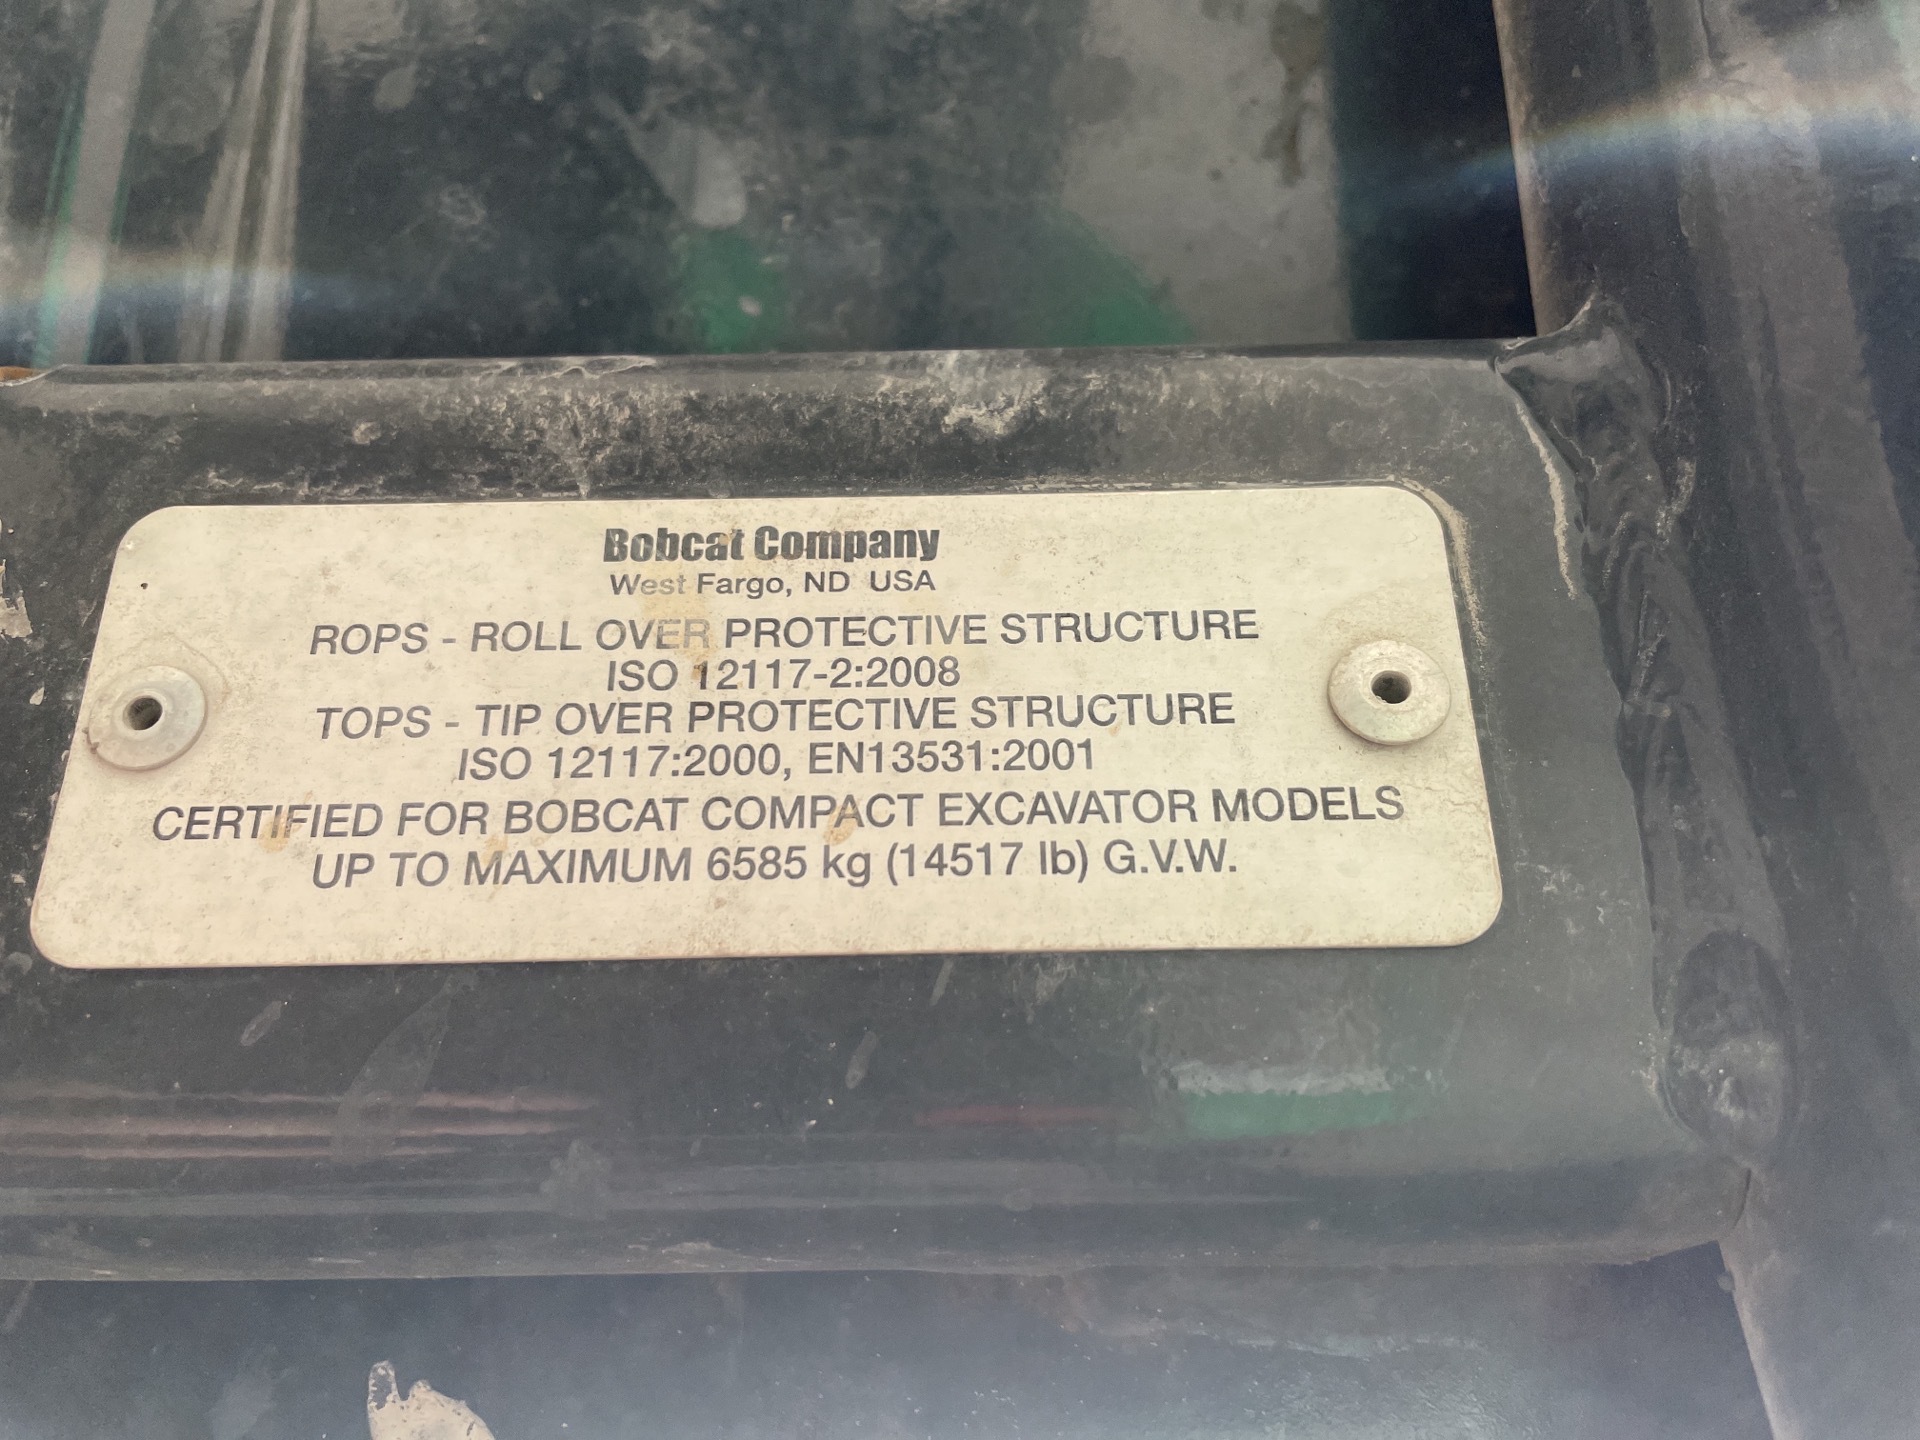 Bobcat Company
West Fargo, ND USA
ROPS - ROLL OVER PROTECTIVE STRUCTURE
ISO 12117-2:2008
TOPS - TIP OVER PROTECTIVE STRUCTURE
ISO 12117:2000, EN13531:2001
CERTIFIED FOR BOBCAT COMPACT EXCAVATOR MODELS
UP TO MAXIMUM 6585 kg (14517 lb) G.V.W.